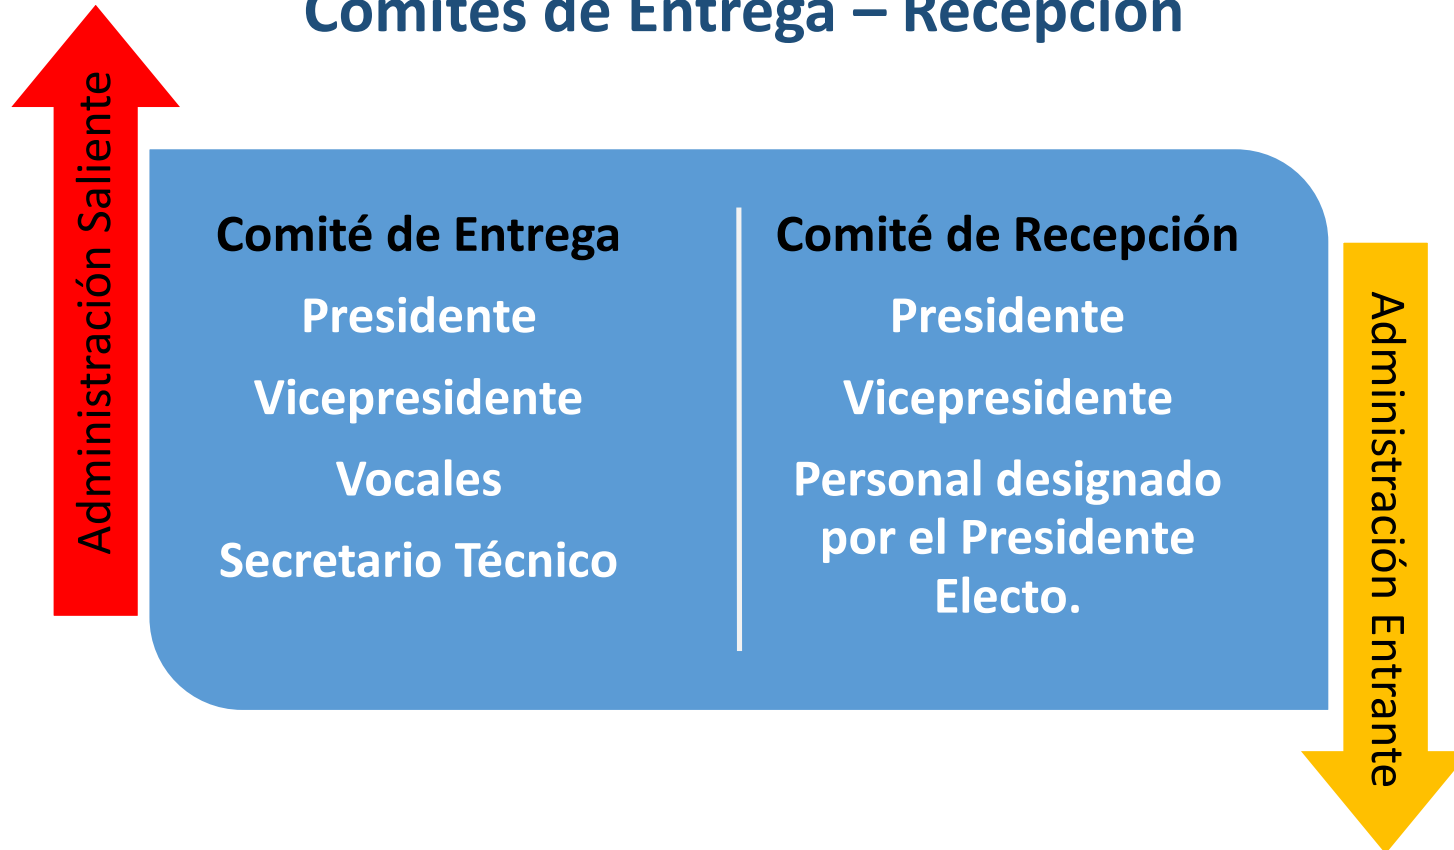 Comités de Entrega – Recepción
Administración Saliente
Comité de Entrega
Presidente
Vicepresidente
Vocales
Secretario Técnico
Comité de Recepción
Presidente
Vicepresidente
Personal designado
por el Presidente
Electo.
Administración Entrante